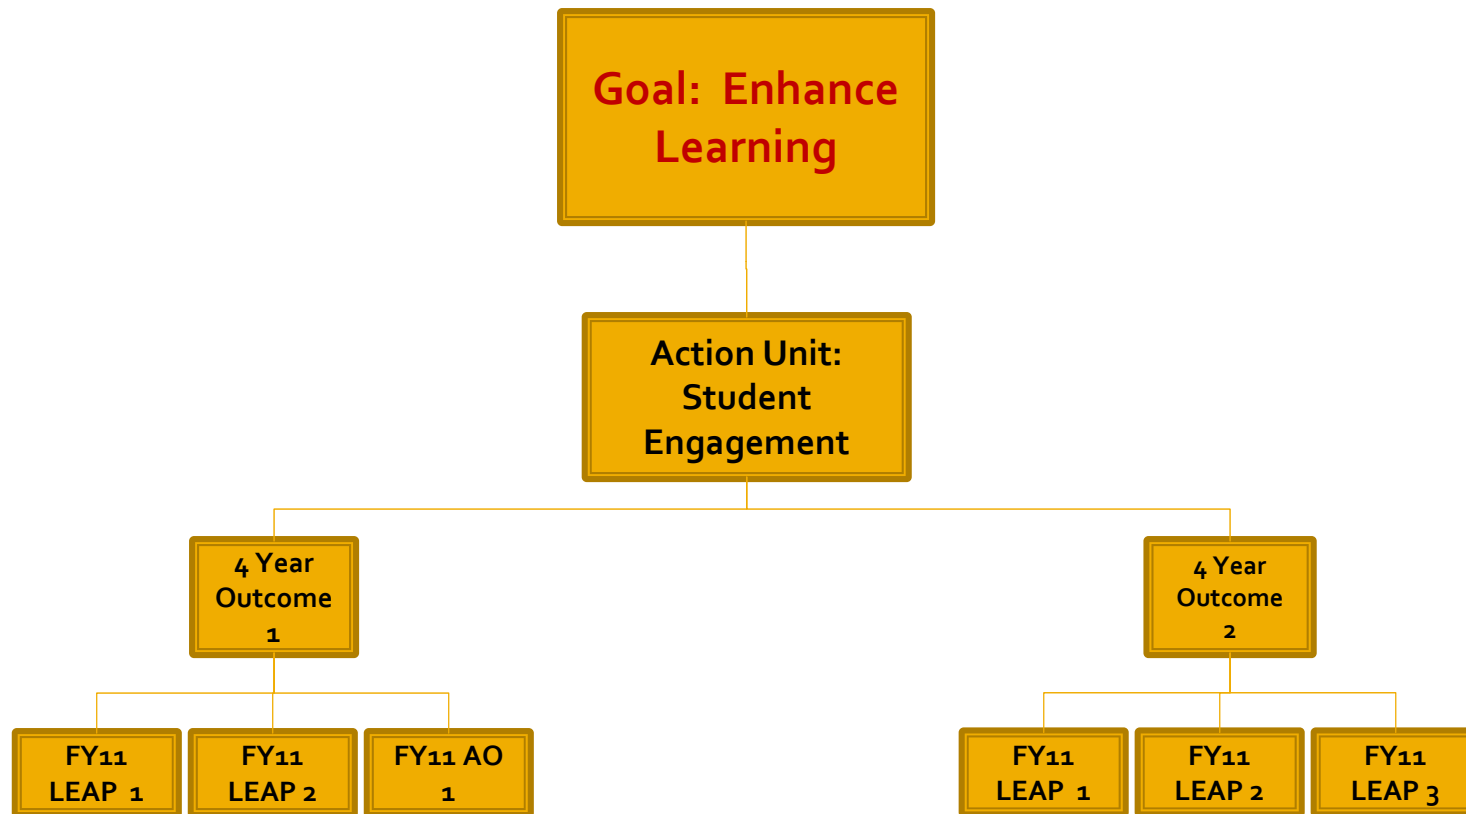 Goal: Enhance
Learning
Action Unit:
Student
Engagement
4 Year
Outcome
1
4 Year
Outcome
2
FY11
LEAP 1
FY11
LEAP 2
FY11 AO
1
FY11
LEAP 1
FY11
LEAP 2
FY11
LEAP 3